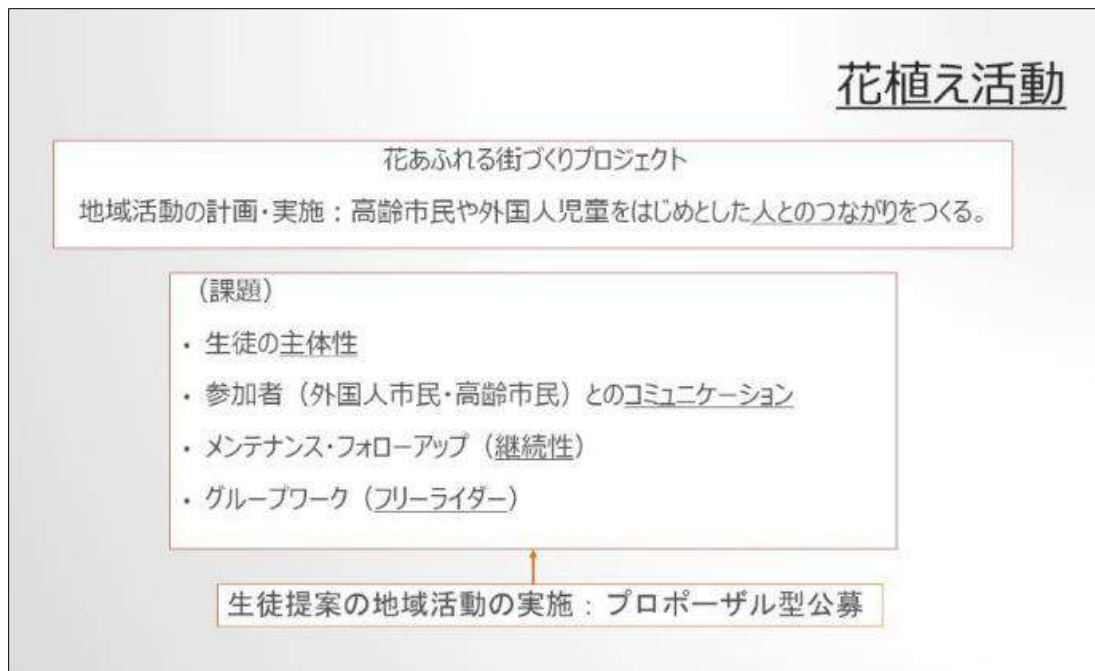 花植え活動
花あふれる街づくりプロジェクト
地域活動の計画・実施：高齢市民や外国人児童をはじめとした人とのつながりをつくる。
（課題）
・ 生徒の主体性
・ 参加者（外国人市民・高齢市民）とのコミュニケーション
・ メンテナンス・フォローアップ（継続性）
・ グループワーク（フリーライダー）
生徒提案の地域活動の実施：プロポーザル型公募